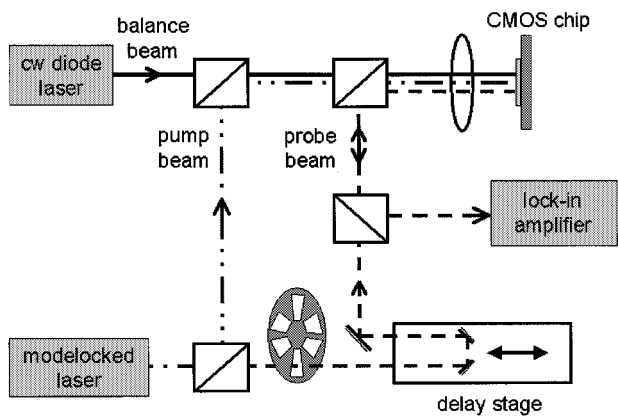 balance
beam
CMOS chip
cw diode
laser
pump
beam
probe
beam
lock-in
amplifier
modelocked
laser
delay stage